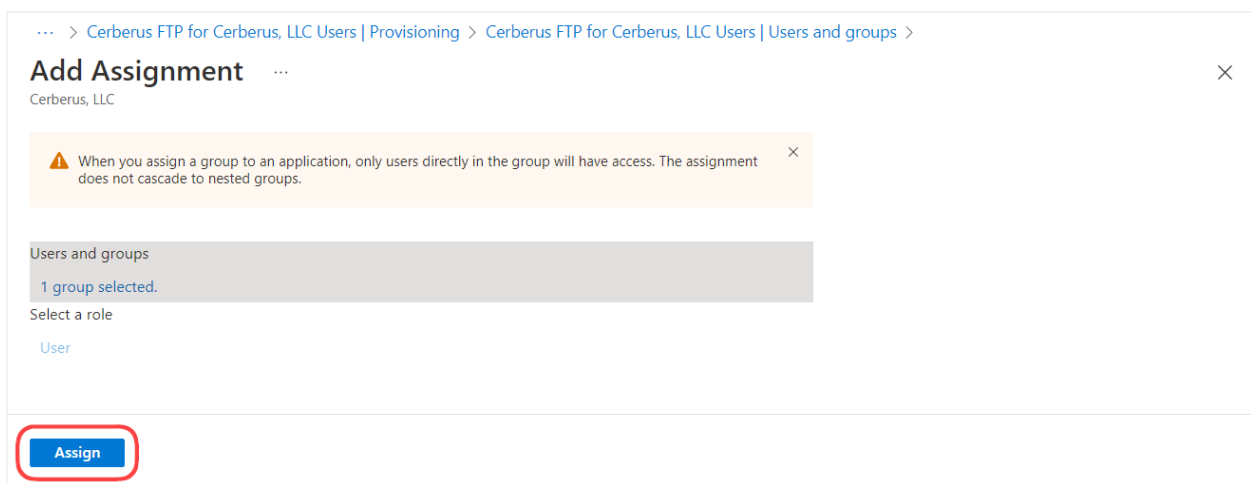 ··· > Cerberus FTP for Cerberus, LLC Users | Provisioning > Cerberus FTP for Cerberus, LLC Users | Users and groups >
Add Assignment ···
Cerberus, LLC
When you assign a group to an application, only users directly in the group will have access. The assignment
does not cascade to nested groups.
Users and groups
1 group selected.
Select a role
User
Assign